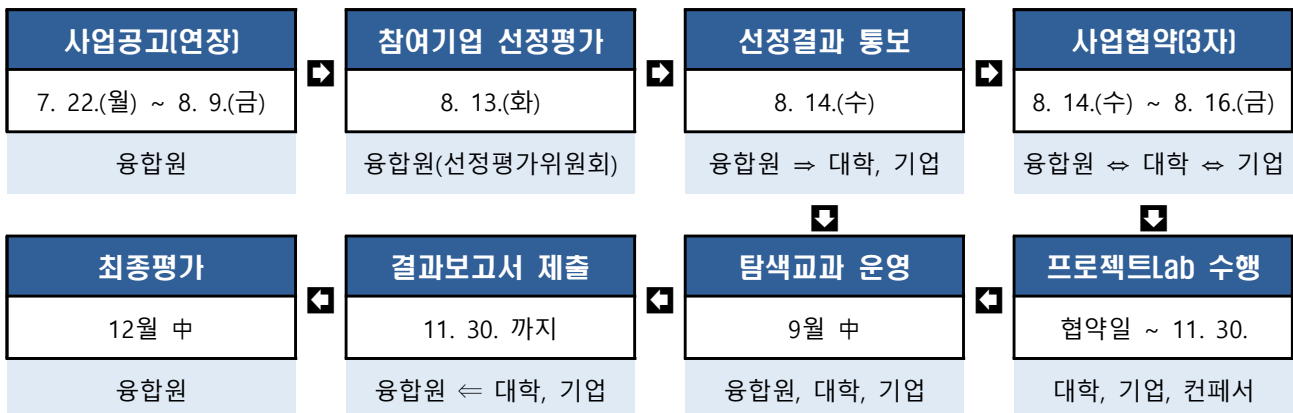 사업공고(연장)
7. 22.(월) ~ 8. 9.(금)
융합원
참여기업 선정평가
8. 13.(화)
융합원(선정평가위원회)
선정결과 통보
8. 14.(수)
융합원 ⇒ 대학, 기업
사업협약(3자)
8. 14.(수) ~ 8. 16.(금)
융합원 ⇔ 대학 ⇔ 기업
프로젝트Lab 수행
협약일 ~ 11. 30.
대학, 기업, 컨페서
탐색교과 운영
9월 中
융합원, 대학, 기업
결과보고서 제출
11. 30. 까지
융합원 ⇐ 대학, 기업
최종평가
12월 中
융합원